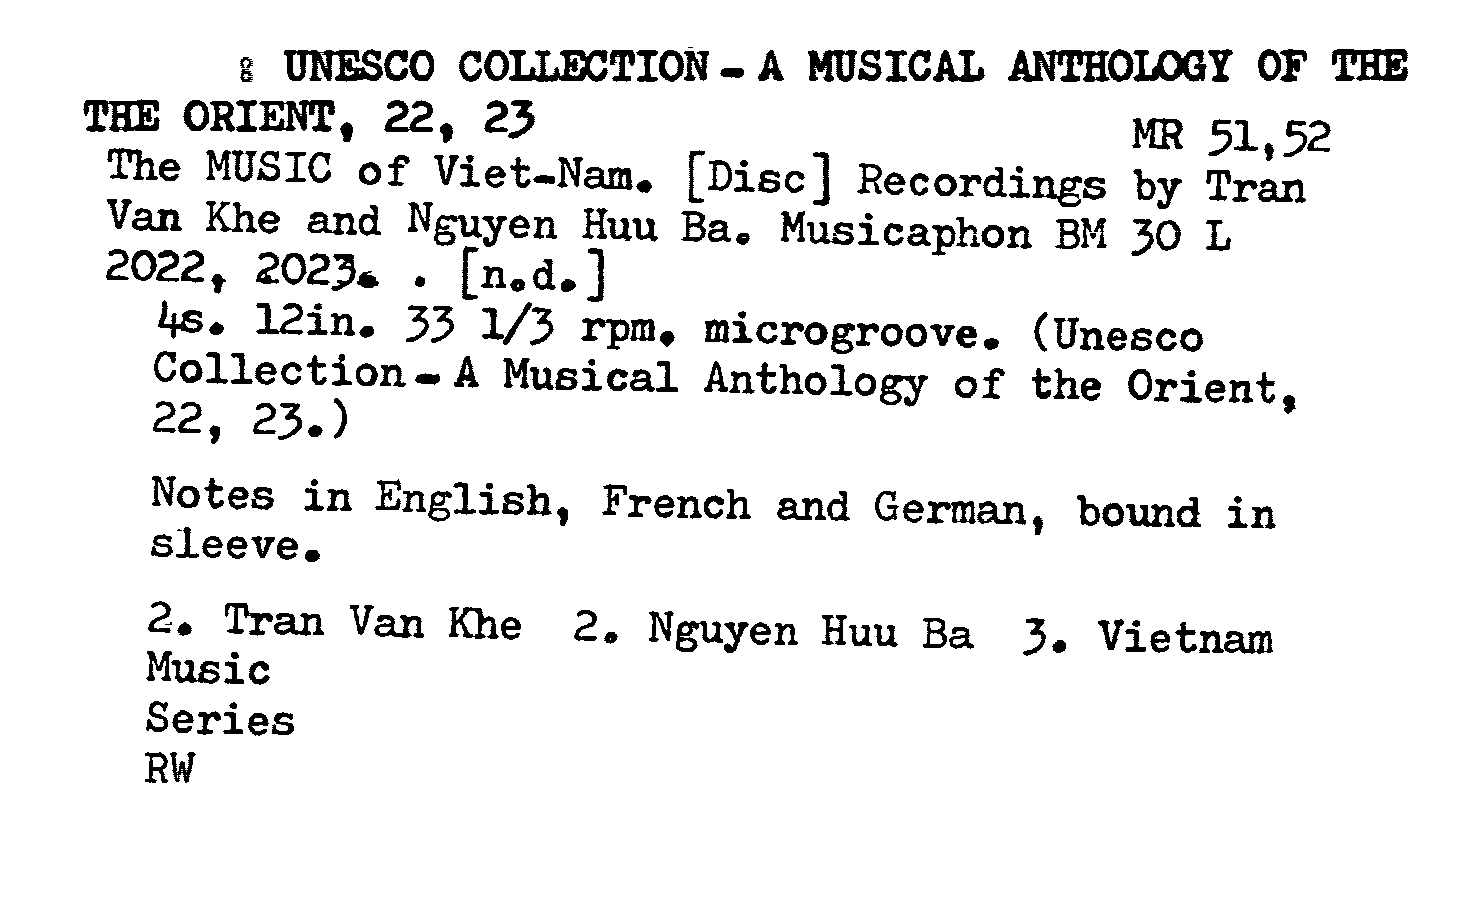 UNESCO COLLECTION - A MUSICAL ANTHOLOGY OF THE
THE ORIENT, 22, 23
MR 51,52
The MUSIC of Viet-Nam. [Disc] Recordings by Tran
Van Khe and Nguyen Huu Ba. Musicaphon BM 30 L
2022, 2023. . [n.d.]
4s. 12in. 33 1/3 rpm. microgroove. (Unesco
Collection - A Musical Anthology of the Orient,
22, 23.)
Notes in English, French and German, bound in
sleeve.
2. Tran Van Khe 2. Nguyen Huu Ba 3. Vietnam
Music
Series
RW